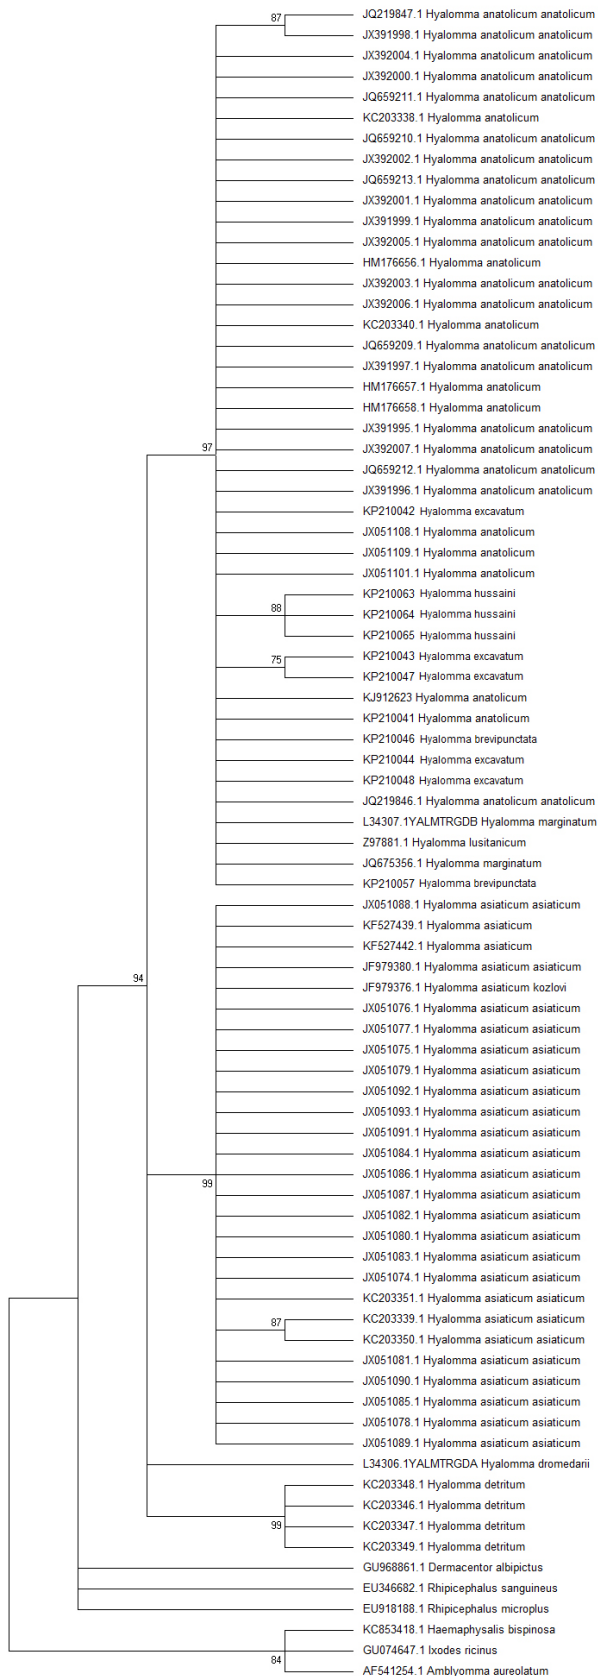 87
JQ219847.1 Hyalomma anatolicum anatolicum
JX391998.1 Hyalomma anatolicum anatolicum
JX392004.1 Hyalomma anatolicum anatolicum
JX392000.1 Hyalomma anatolicum anatolicum
JQ659211.1 Hyalomma anatolicum anatolicum
KC203338.1 Hyalomma anatolicum
JQ659210.1 Hyalomma anatolicum anatolicum
JX392002.1 Hyalomma anatolicum anatolicum
JQ659213.1 Hyalomma anatolicum anatolicum
JX392001.1 Hyalomma anatolicum anatolicum
JX391999.1 Hyalomma anatolicum anatolicum
JX392005.1 Hyalomma anatolicum anatolicum
HM176656.1 Hyalomma anatolicum
JX392003.1 Hyalomma anatolicum anatolicum
JX392006.1 Hyalomma anatolicum anatolicum
KC203340.1 Hyalomma anatolicum
JQ659209.1 Hyalomma anatolicum anatolicum
JX391997.1 Hyalomma anatolicum anatolicum
HM176657.1 Hyalomma anatolicum
HM176658.1 Hyalomma anatolicum
JX391995.1 Hyalomma anatolicum anatolicum
97
JX392007.1 Hyalomma anatolicum anatolicum
JQ659212.1 Hyalomma anatolicum anatolicum
JX391996.1 Hyalomma anatolicum anatolicum
KP210042 Hyalomma excavatum
JX051108.1 Hyalomma anatolicum
JX051109.1 Hyalomma anatolicum
JX051101.1 Hyalomma anatolicum
KP210063 Hyalomma hussaini
88
KP210064 Hyalomma hussaini
KP210065 Hyalomma hussaini
75
KP210043 Hyalomma excavatum
KP210047 Hyalomma excavatum
KJ912623 Hyalomma anatolicum
KP210041 Hyalomma anatolicum
KP210046 Hyalomma brevipunctata
KP210044 Hyalomma excavatum
KP210048 Hyalomma excavatum
JQ219846.1 Hyalomma anatolicum anatolicum
L34307.1YALMTRGDB Hyalomma marginatum
Z97881.1 Hyalomma lusitanicum
JQ675356.1 Hyalomma marginatum
KP210057 Hyalomma brevipunctata
JX051088.1 Hyalomma asiaticum asiaticum
KF527439.1 Hyalomma asiaticum
KF527442.1 Hyalomma asiaticum
JF979380.1 Hyalomma asiaticum asiaticum
94
JF979376.1 Hyalomma asiaticum kozlovi
JX051076.1 Hyalomma asiaticum asiaticum
JX051077.1 Hyalomma asiaticum asiaticum
JX051075.1 Hyalomma asiaticum asiaticum
JX051079.1 Hyalomma asiaticum asiaticum
JX051092.1 Hyalomma asiaticum asiaticum
JX051093.1 Hyalomma asiaticum asiaticum
JX051091.1 Hyalomma asiaticum asiaticum
JX051084.1 Hyalomma asiaticum asiaticum
JX051086.1 Hyalomma asiaticum asiaticum
99
JX051087.1 Hyalomma asiaticum asiaticum
JX051082.1 Hyalomma asiaticum asiaticum
JX051080.1 Hyalomma asiaticum asiaticum
JX051083.1 Hyalomma asiaticum asiaticum
JX051074.1 Hyalomma asiaticum asiaticum
KC203351.1 Hyalomma asiaticum asiaticum
87
KC203339.1 Hyalomma asiaticum asiaticum
KC203350.1 Hyalomma asiaticum asiaticum
JX051081.1 Hyalomma asiaticum asiaticum
JX051090.1 Hyalomma asiaticum asiaticum
JX051085.1 Hyalomma asiaticum asiaticum
JX051078.1 Hyalomma asiaticum asiaticum
JX051089.1 Hyalomma asiaticum asiaticum
L34306.1YALMTRGDA Hyalomma dromedarii
KC203348.1 Hyalomma detritum
KC203346.1 Hyalomma detritum
99
KC203347.1 Hyalomma detritum
KC203349.1 Hyalomma detritum
GU968861.1 Dermacentor albipictus
EU346682.1 Rhipicephalus sanguineus
EU918188.1 Rhipicephalus microplus
KC853418.1 Haemaphysalis bispinosa
GU074647.1 Ixodes ricinus
84
AF541254.1 Amblyomma aureolatum